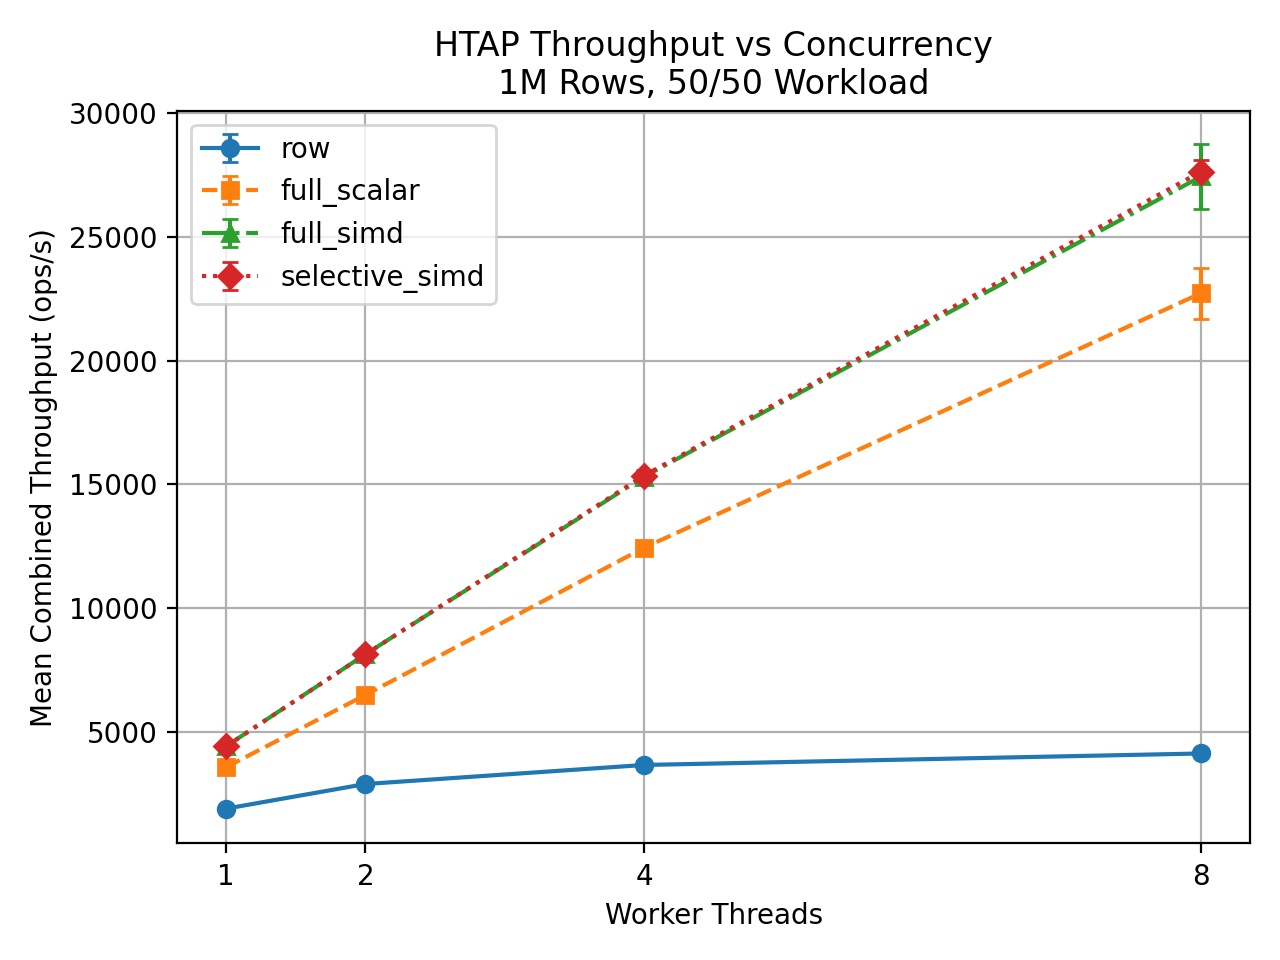 HTAP Throughput vs Concurrency
1M Rows, 50/50 Workload
Mean Combined Throughput (ops/s)
30000
25000
20000
15000
10000
5000
row
full_scalar
full_simd
selective_simd
1 2 4 8
Worker Threads